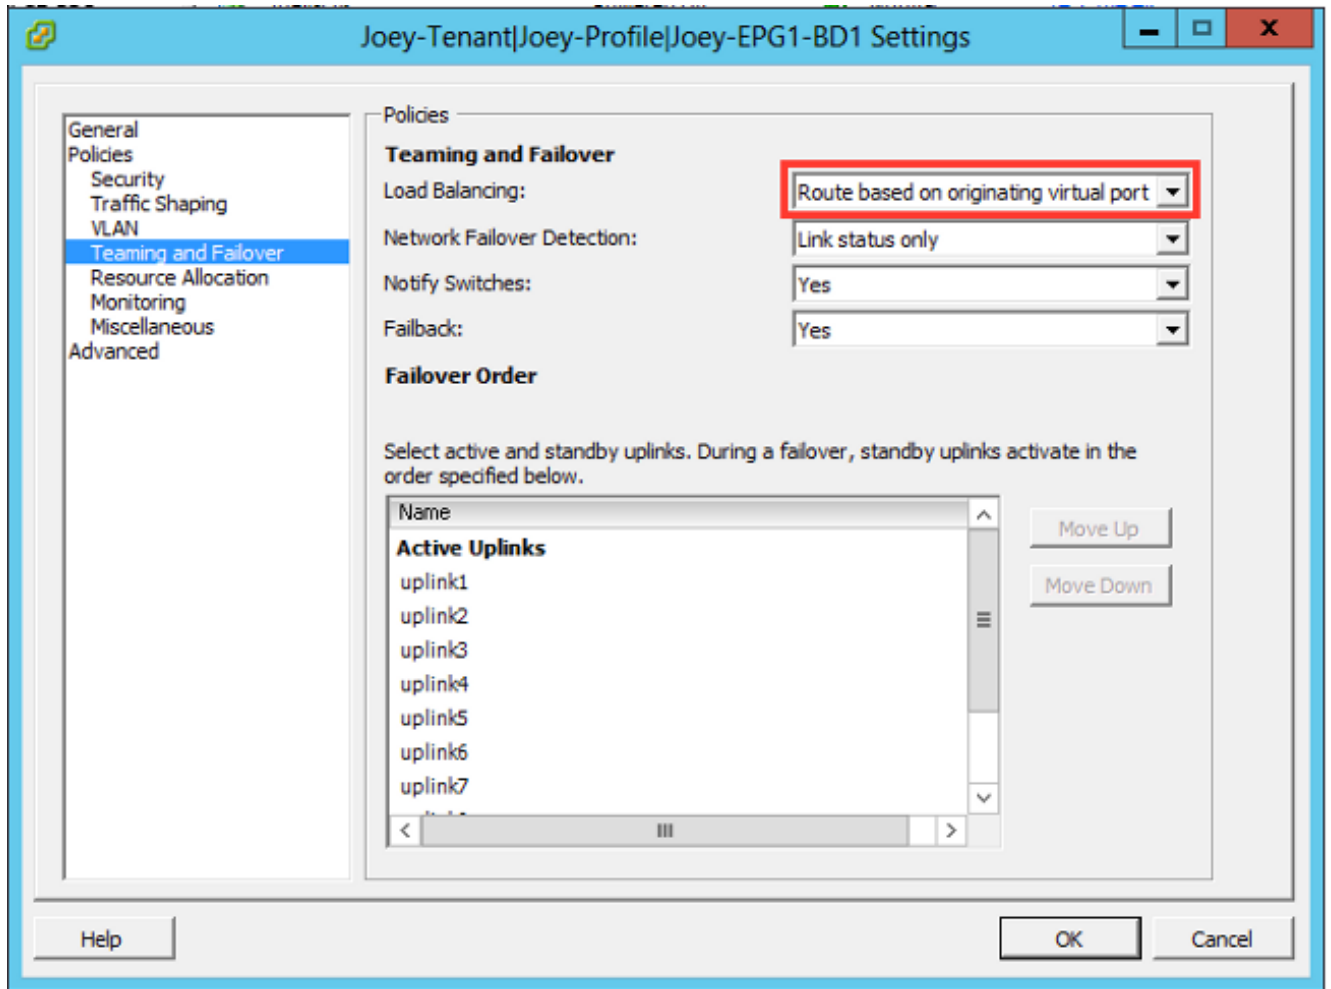 Joey-Tenant|Joey-Profile|Joey-EPG1-BD1 Settings
General
Policies
Security
Traffic Shaping
VLAN
Teaming and Failover
Resource Allocation
Monitoring
Miscellaneous
Advanced
Policies
Teaming and Failover
Load Balancing:
Route based on originating virtual port
Network Failover Detection:
Link status only
Notify Switches:
Yes
Failback:
Yes
Failover Order
Select active and standby uplinks. During a failover, standby uplinks activate in the
order specified below.
Name
Active Uplinks
uplink1
uplink2
uplink3
uplink4
uplink5
uplink6
uplink7
Move Up
Move Down
Help
OK
Cancel